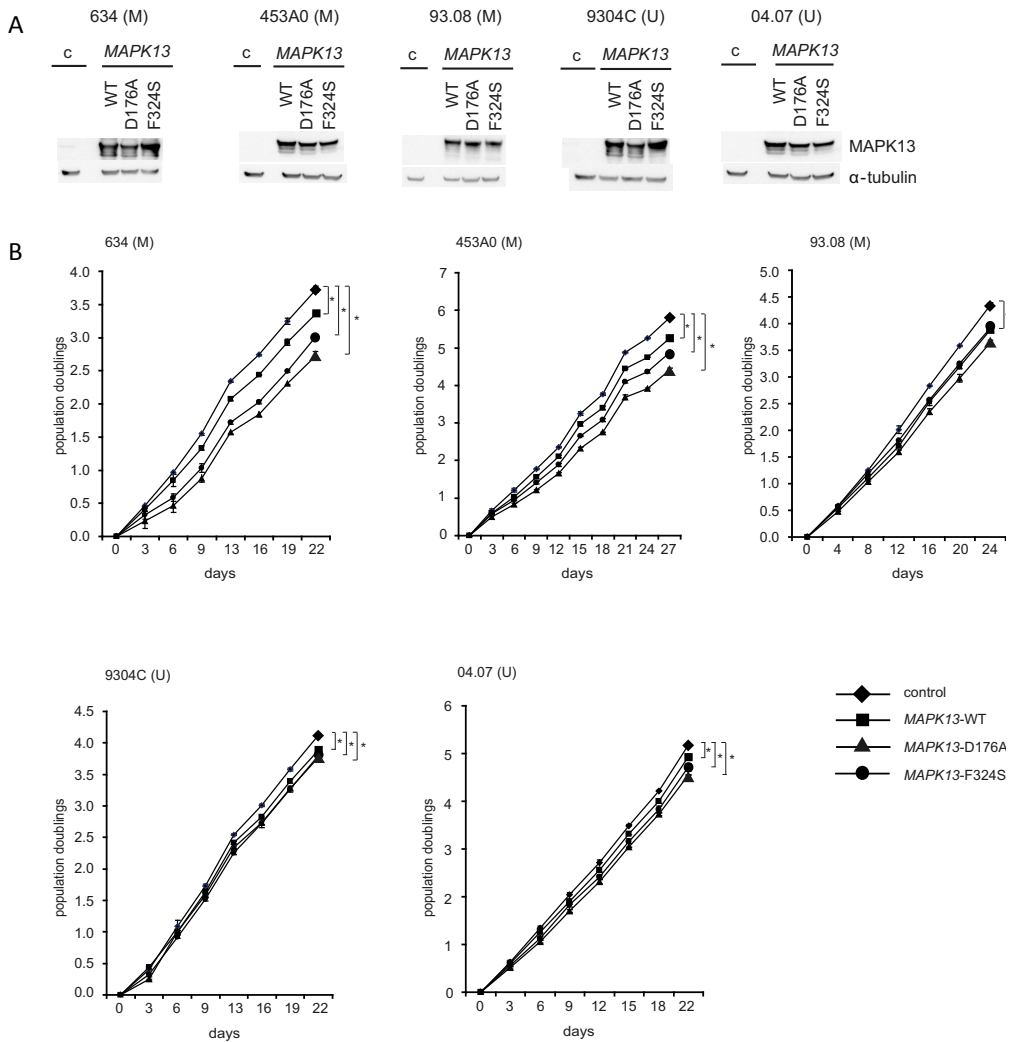 A
634 (M) 453A0 (M) 93.08 (M) 9304C (U) 04.07 (U)
c MAPK13 c MAPK13 c MAPK13 c MAPK13 c MAPK13
WT D176A F324S WT D176A F324S WT D176A F324S WT D176A F324S WT D176A F324S
MAPK13
α-tubulin
B
634 (M)
population doublings
4.0
3.5
3.0
2.5
2.0
1.5
1.0
0.5
0.0
* * *
0 3 6 9 13 16 19 22
days
453A0 (M)
population doublings
7
6
5
4
3
2
1
0
* * *
0 3 6 9 12 15 18 21 24 27
days
93.08 (M)
population doublings
5.0
4.5
4.0
3.5
3.0
2.5
2.0
1.5
1.0
0.5
0.0
0 4 8 12 16 20 24
days
9304C (U)
population doublings
4.5
4.0
3.5
3.0
2.5
2.0
1.5
1.0
0.5
0.0
* * *
0 3 6 9 13 16 19 22
days
04.07 (U)
population doublings
6
5
4
3
2
1
0
* * *
0 3 6 9 12 15 18 22
days
control
MAPK13-WT
MAPK13-D176A
MAPK13-F324S